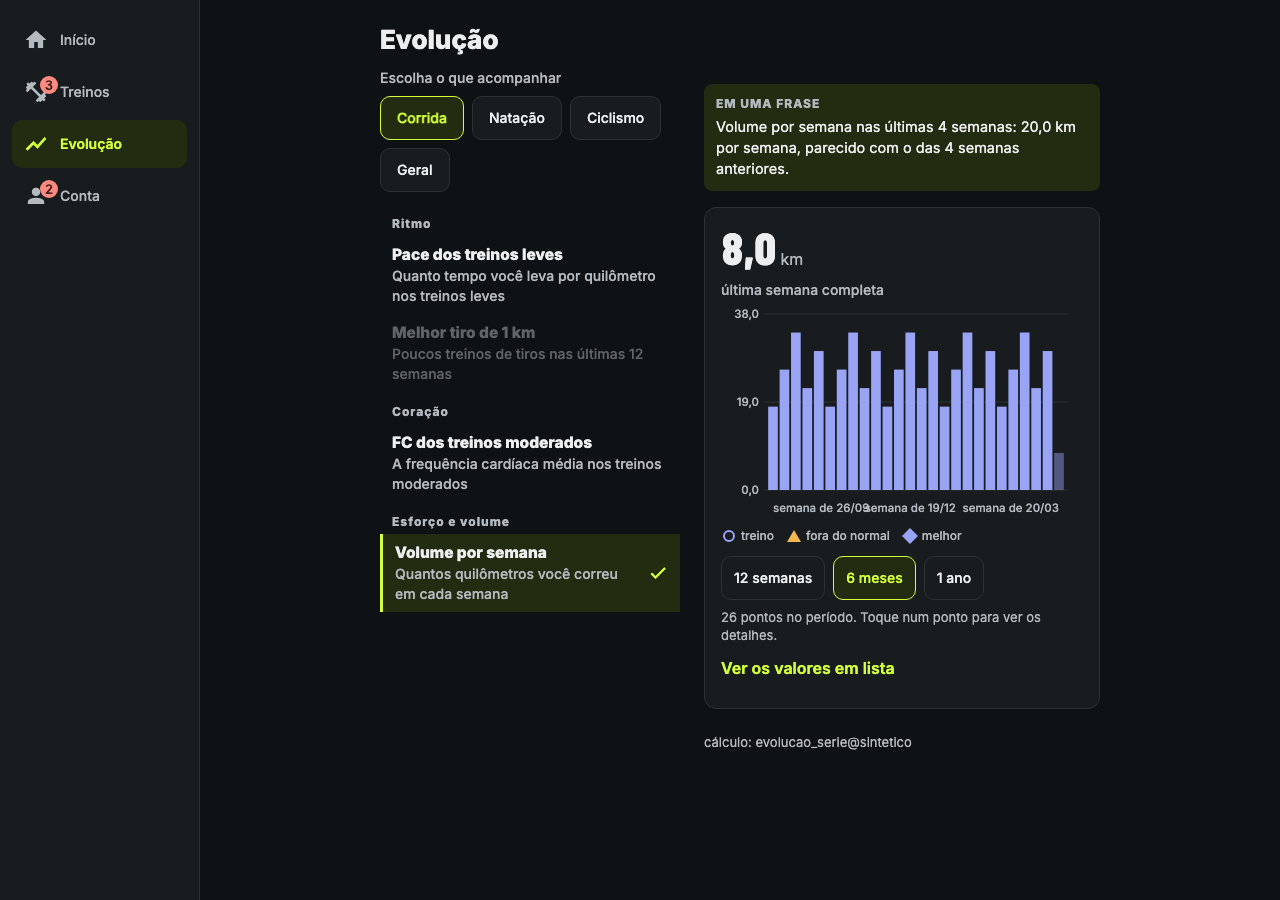 Início
3
Treinos
Evolução
2
Conta
Evolução
Escolha o que acompanhar
Corrida
Natação
Ciclismo
Geral
Ritmo
Pace dos treinos leves
Quanto tempo você leva por quilômetro
nos treinos leves
Melhor tiro de 1 km
Poucos treinos de tiros nas últimas 12
semanas
Coração
FC dos treinos moderados
A frequência cardíaca média nos treinos
moderados
Esforço e volume
Volume por semana
Quantos quilômetros você correu
em cada semana
EM UMA FRASE
Volume por semana nas últimas 4 semanas: 20,0 km
por semana, parecido com o das 4 semanas
anteriores.
8,0 km
última semana completa
38,0
19,0
0,0
semana de 26/09
semana de 19/12
semana de 20/03
treino
fora do normal
melhor
12 semanas
6 meses
1 ano
26 pontos no período. Toque num ponto para ver os
detalhes.
Ver os valores em lista
cálculo: evolucao_serie@sintetico